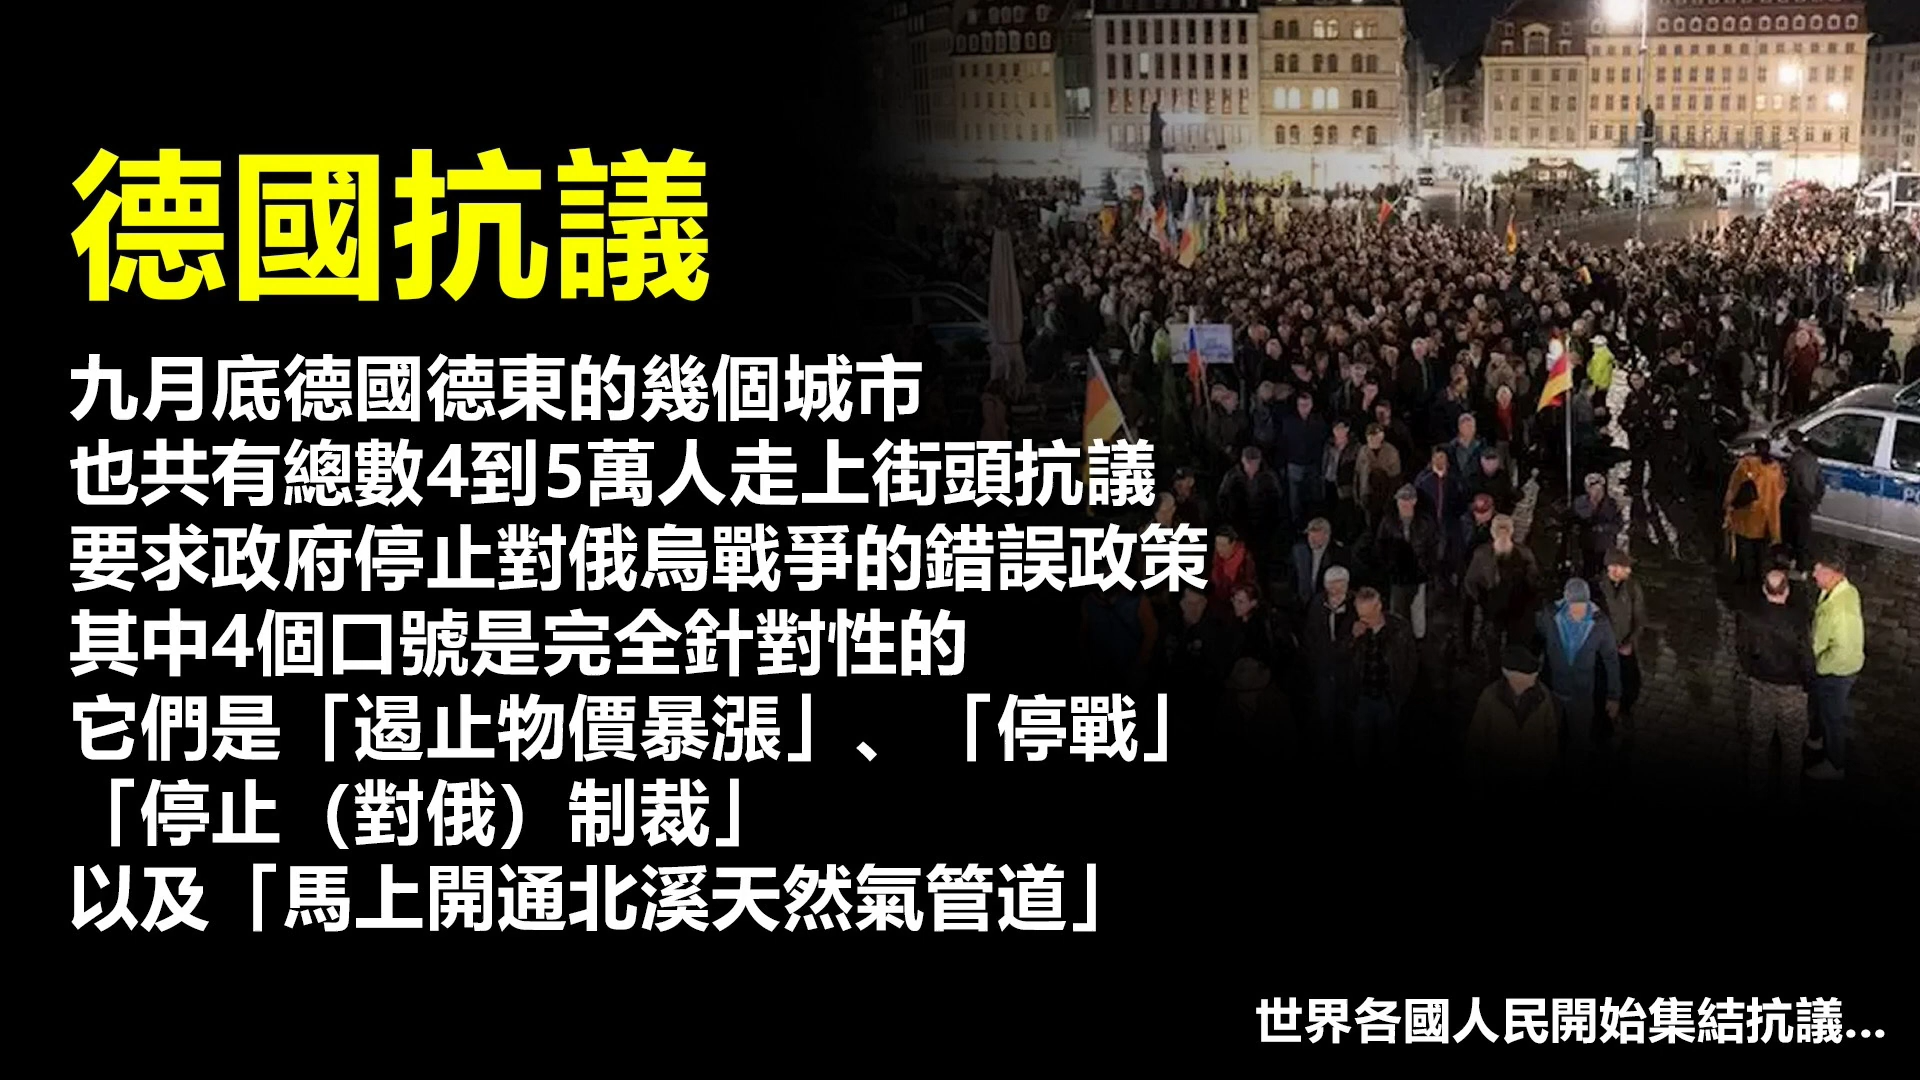 德國抗議
九月底德國德東的幾個城市
也共有總數4到5萬人走上街頭抗議
要求政府停止對俄烏戰爭的錯誤政策
其中4個口號是完全針對性的
它們是「遏止物價暴漲」、「停戰」
「停止（對俄）制裁」
以及「馬上開通北溪天然氣管道」
世界各國人民開始集結抗議...